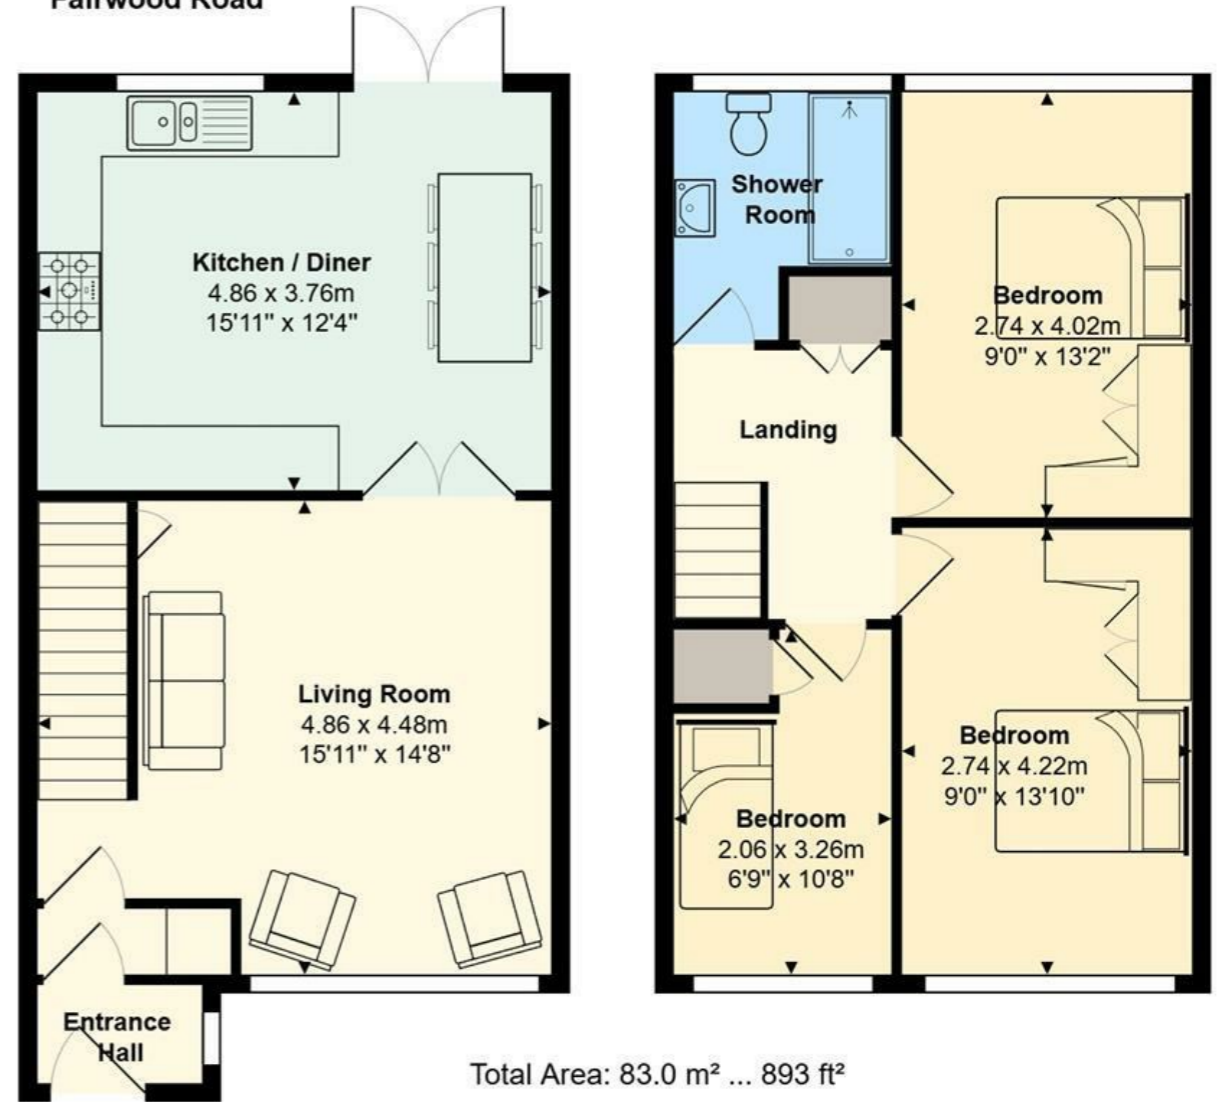 Fairwood Road
Kitchen / Diner
4.86 x 3.76m
15'11" x 12'4"
Living Room
4.86 x 4.48m
15'11" x 14'8"
Entrance
Hall
Shower
Room
Landing
Bedroom
2.74 x 4.02m
9'0" x 13'2"
Bedroom
2.74 x 4.22m
9'0" x 13'10"
Bedroom
2.06 x 3.26m
6'9" x 10'8"
Total Area: 83.0 m² ... 893 ft²